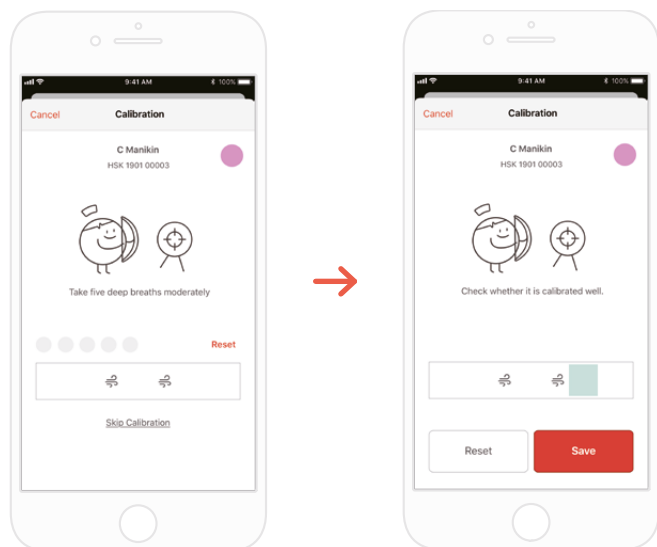 9:41 AM
100%
Cancel
Calibration
C Manikin
HSK 1901 00003
Take five deep breaths moderately
Reset
Skip Calibration
9:41 AM
100%
Cancel
Calibration
C Manikin
HSK 1901 00003
Check whether it is calibrated well.
Reset
Save